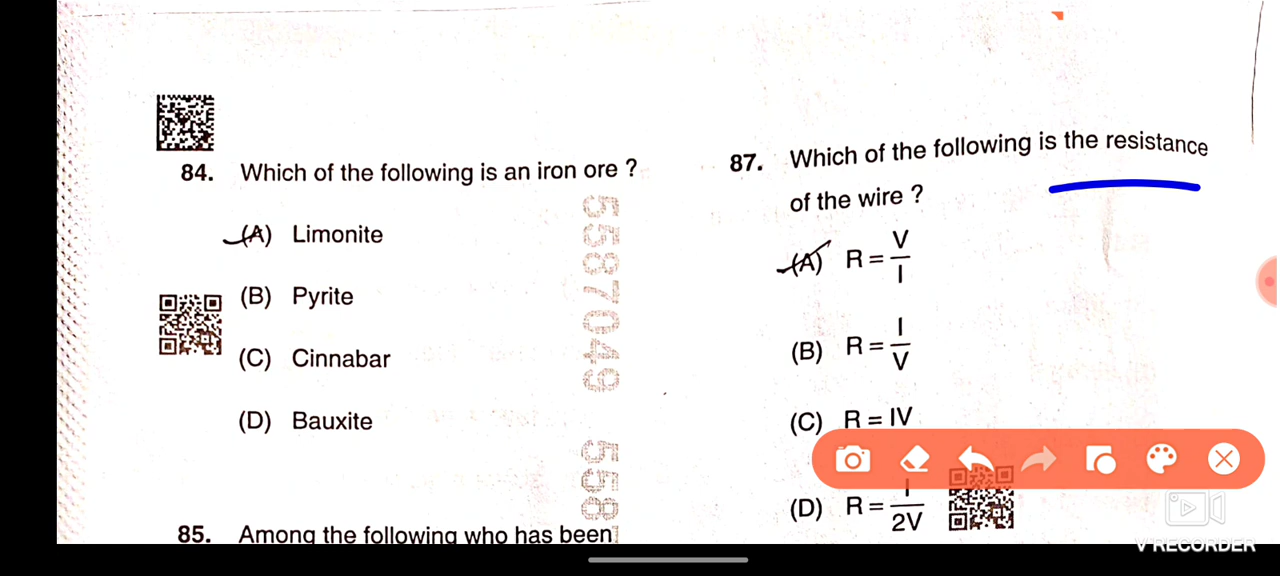 84. Which of the following is an iron ore ?
(A) Limonite
(B) Pyrite
(C) Cinnabar
(D) Bauxite
85. Among the following who has been
5587049
558
87. Which of the following is the resistance
of the wire ?
(A) R = V/I
(B) R = I/V
(C) R = IV
(D) R = I/2V
V RECORDER